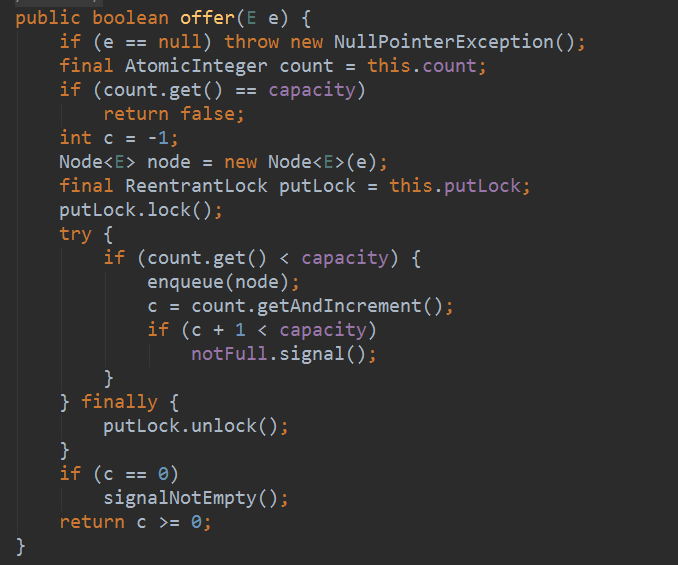 public boolean offer(E e) {
    if (e == null) throw new NullPointerException();
    final AtomicInteger count = this.count;
    if (count.get() == capacity)
        return false;
    int c = -1;
    Node<E> node = new Node<E>(e);
    final ReentrantLock putLock = this.putLock;
    putLock.lock();
    try {
        if (count.get() < capacity) {
            enqueue(node);
            c = count.getAndIncrement();
            if (c + 1 < capacity)
                notFull.signal();
        }
    } finally {
        putLock.unlock();
    }
    if (c == 0)
        signalNotEmpty();
    return c >= 0;
}